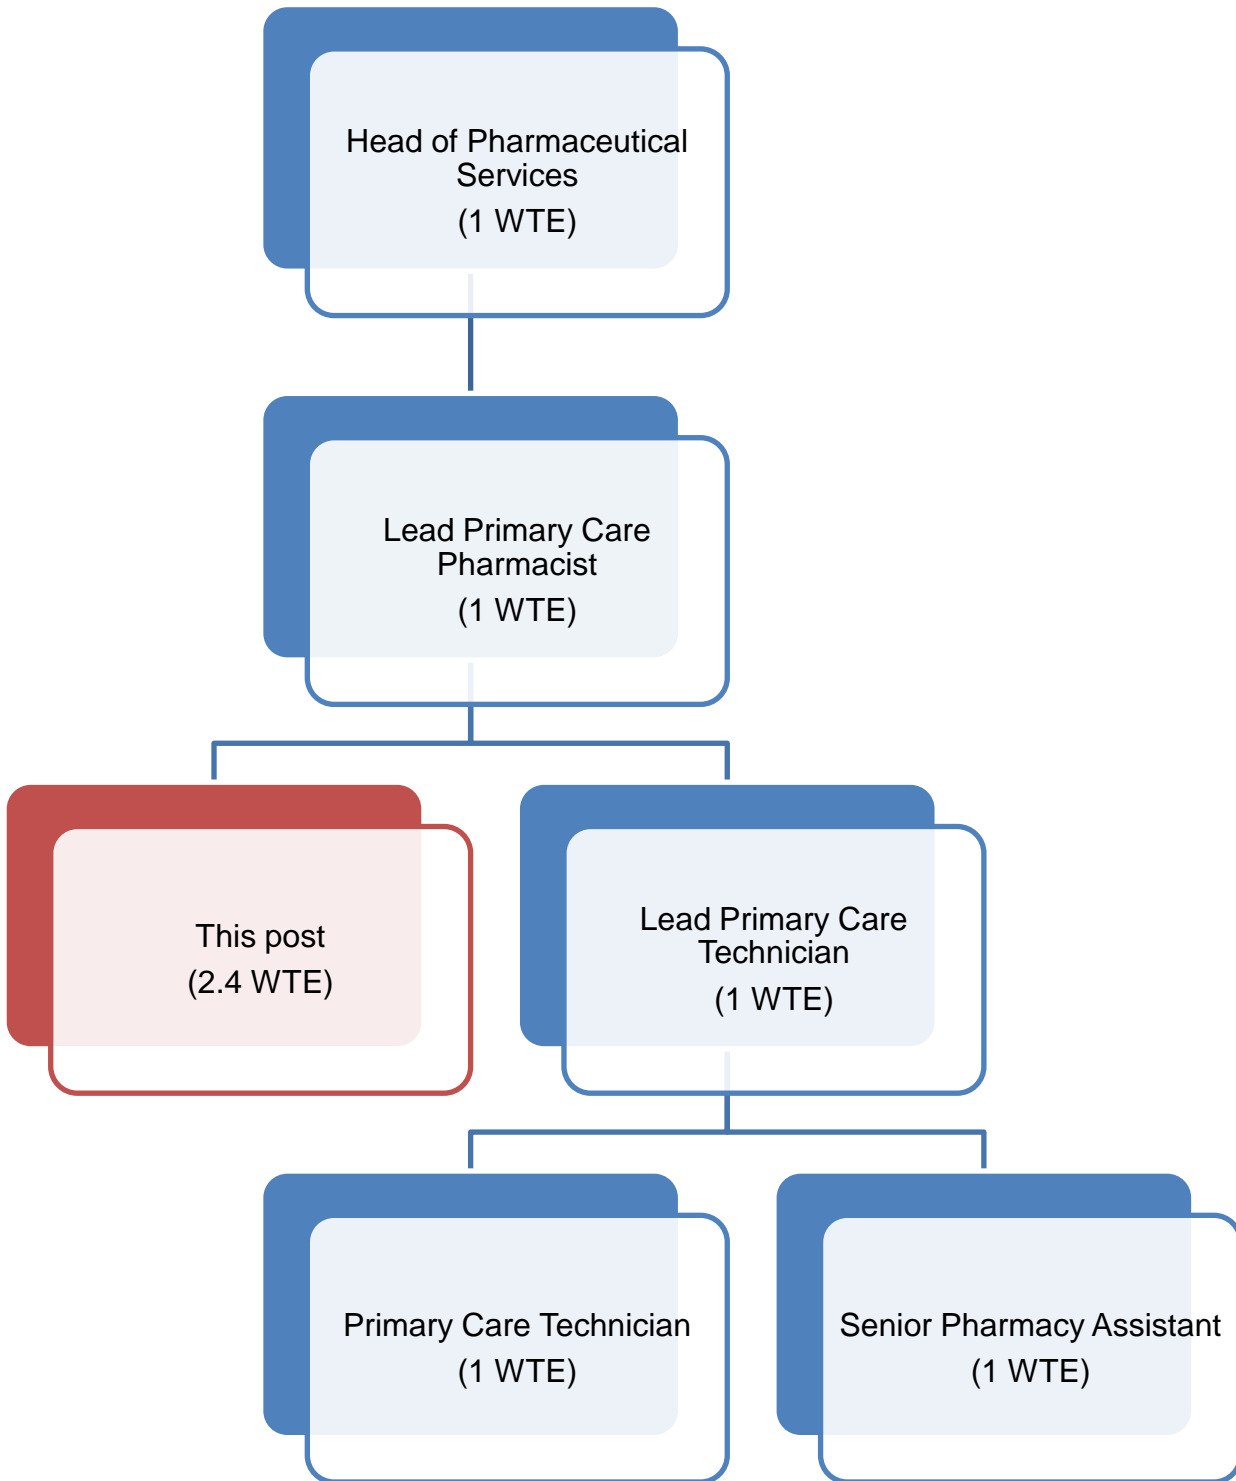 Head of Pharmaceutical
Services
(1 WTE)
Lead Primary Care
Pharmacist
(1 WTE)
This post
(2.4 WTE)
Lead Primary Care
Technician
(1 WTE)
Primary Care Technician
(1 WTE)
Senior Pharmacy Assistant
(1 WTE)